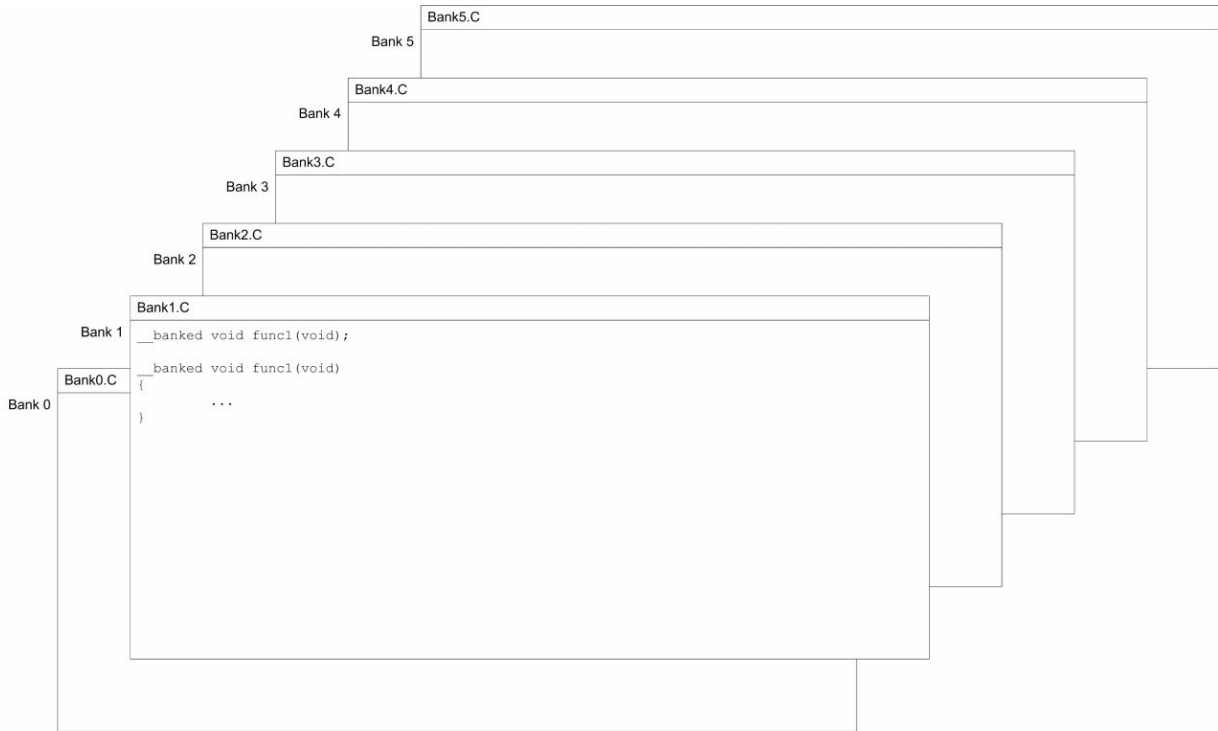 Bank5.C
Bank 5
Bank4.C
Bank 4
Bank3.C
Bank 3
Bank2.C
Bank 2
Bank1.C
Bank 1
__banked void func1(void);
__banked void func1(void)
{
...
}
Bank0.C
Bank 0